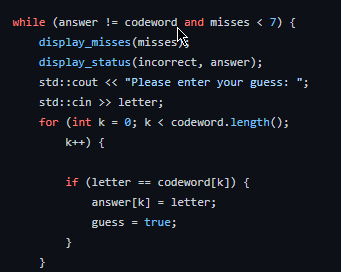 while (answer != codeword and misses < 7) {
display_misses(misses);
display_status(incorrect, answer);
std::cout << "Please enter your guess: ";
std::cin >> letter;
for (int k = 0; k < codeword.length();
k++) {
if (letter == codeword[k]) {
answer[k] = letter;
guess = true;
}
}